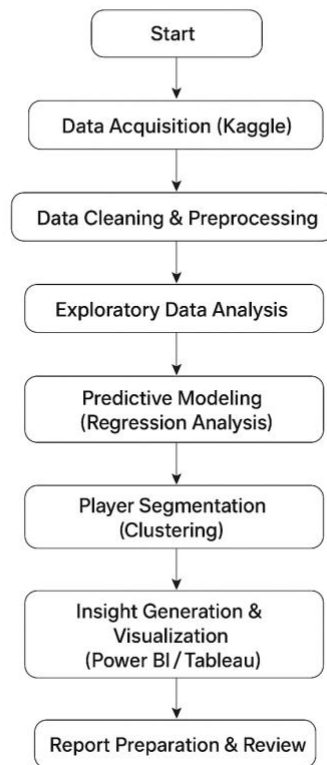 Start
Data Acquisition (Kaggle)
Data Cleaning & Preprocessing
Exploratory Data Analysis
Predictive Modeling
(Regression Analysis)
Player Segmentation
(Clustering)
Insight Generation &
Visualization
(Power BI / Tableau)
Report Preparation & Review